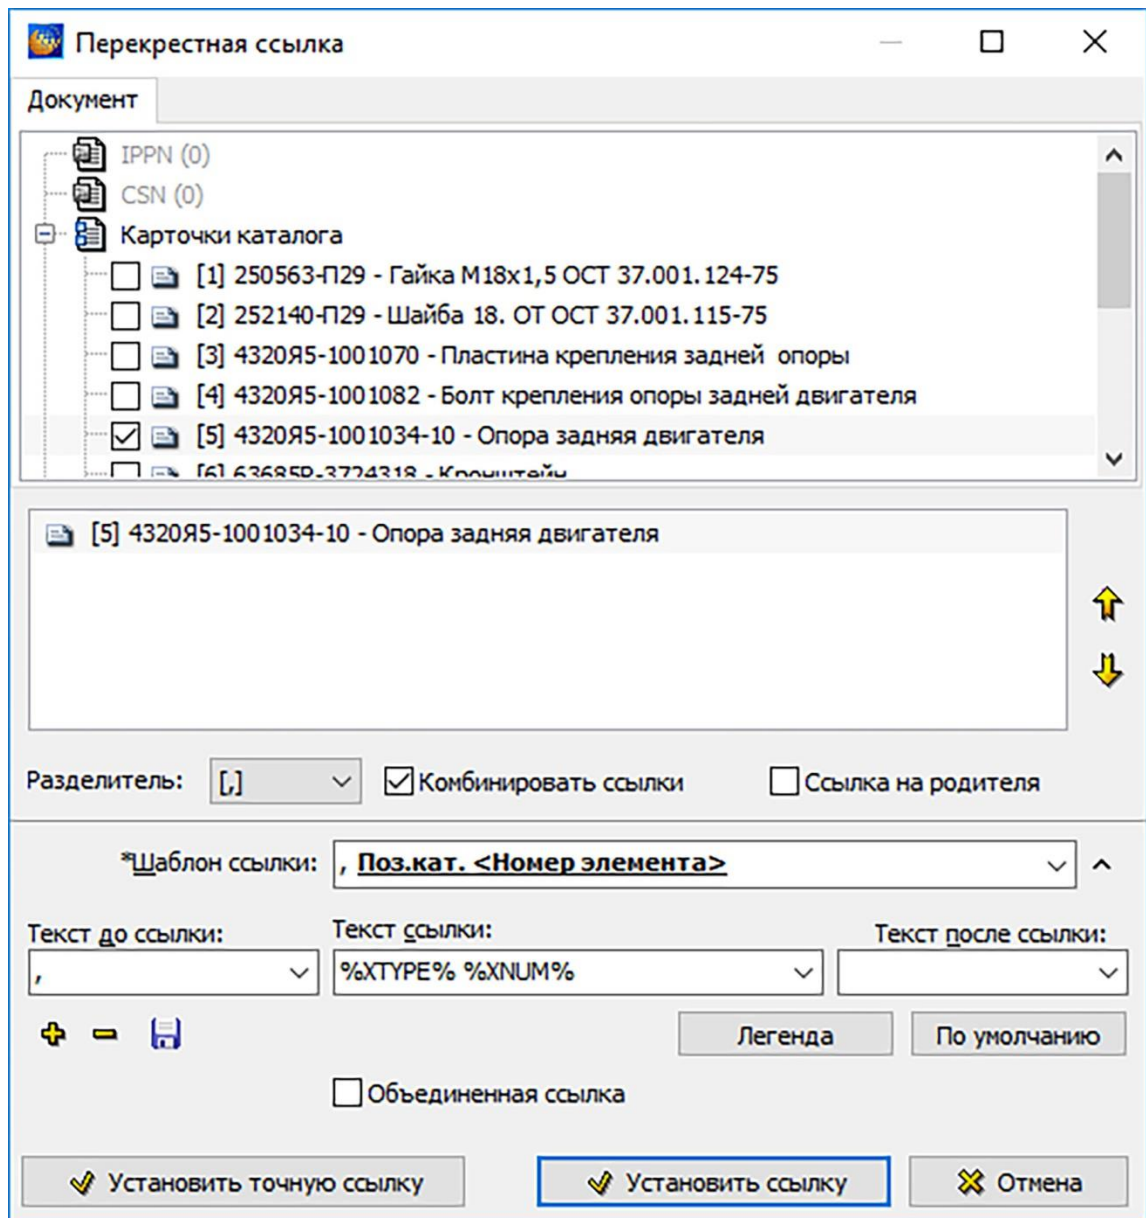 Перекрестная ссылка
Документ
IPPN (0)
CSN (0)
Карточки каталога
[1] 250563-П29 - Гайка М18х1,5 ОСТ 37.001.124-75
[2] 252140-П29 - Шайба 18. ОТ ОСТ 37.001.115-75
[3] 4320Я5-1001070 - Пластина крепления задней  опоры
[4] 4320Я5-1001082 - Болт крепления опоры задней двигателя
[5] 4320Я5-1001034-10 - Опора задняя двигателя
[6] 63685Р-3724318 - Кронштейн
[5] 4320Я5-1001034-10 - Опора задняя двигателя
Разделитель: [,] Комбинировать ссылки Ссылка на родителя
*Шаблон ссылки: , Поз.кат. <Номер элемента>
Текст до ссылки: Текст ссылки: Текст после ссылки:
, %XTYPE% %XNUM%
Легенда По умолчанию
Объединенная ссылка
Установить точную ссылку Установить ссылку Отмена